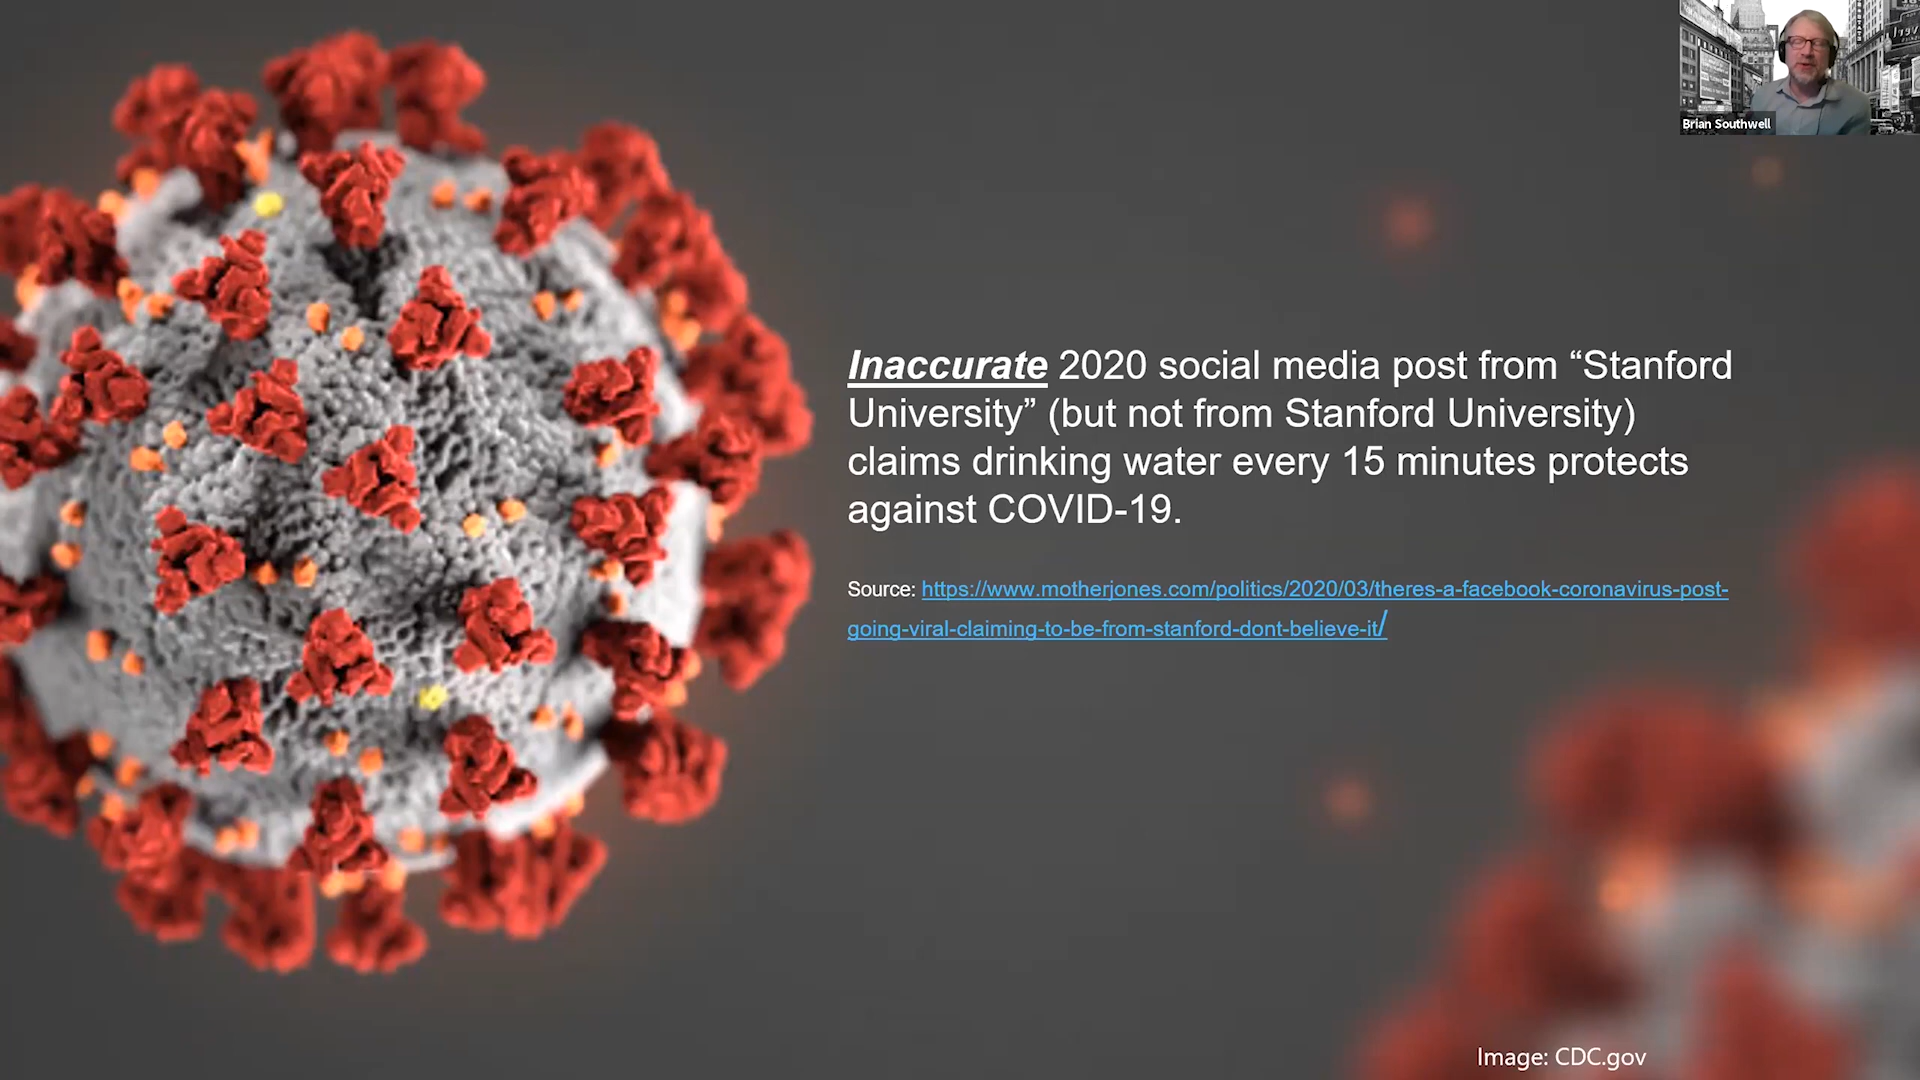 Brian Southwell
Inaccurate 2020 social media post from “Stanford
University” (but not from Stanford University)
claims drinking water every 15 minutes protects
against COVID-19.
Source: https://www.motherjones.com/politics/2020/03/theres-a-facebook-coronavirus-post-
going-viral-claiming-to-be-from-stanford-dont-believe-it/
Image: CDC.gov